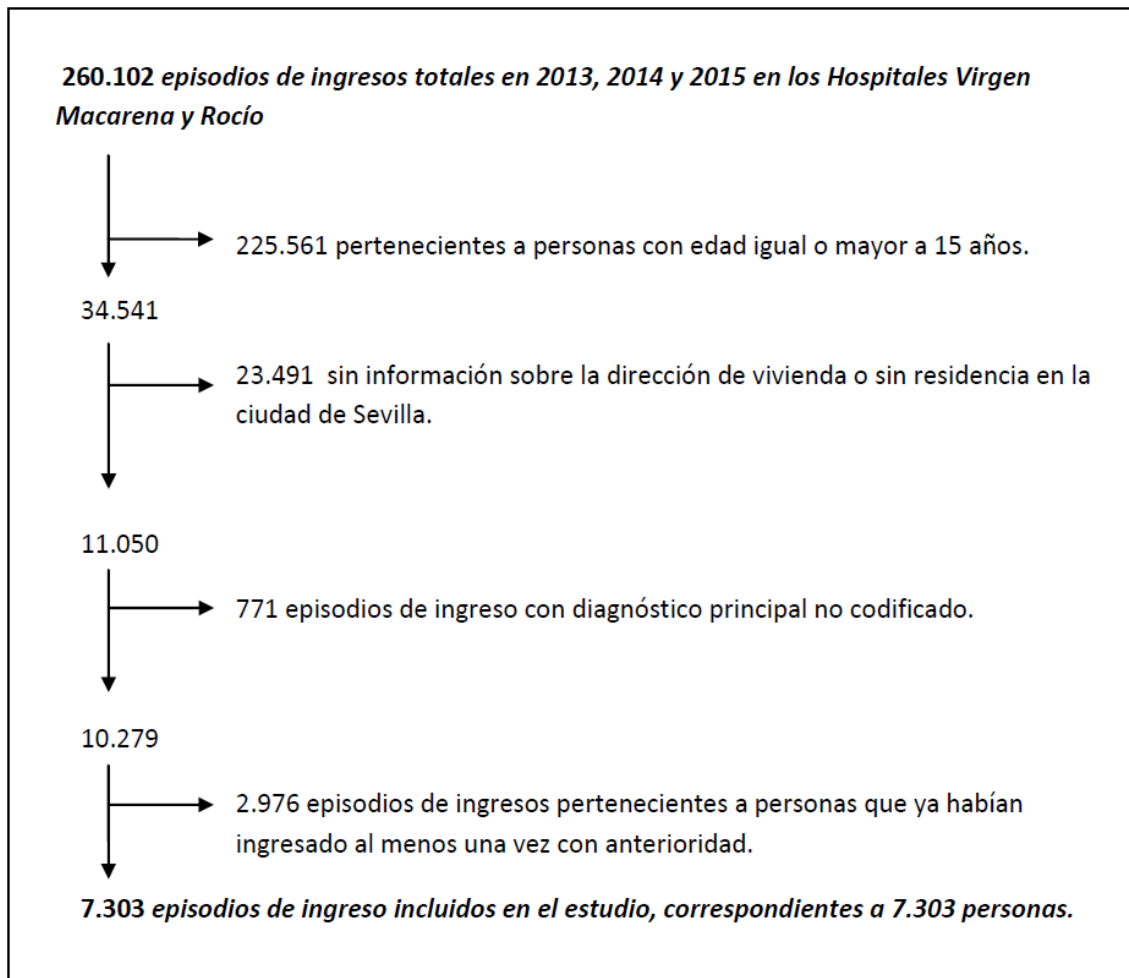 260.102 episodios de ingresos totales en 2013, 2014 y 2015 en los Hospitales Virgen
Macarena y Rocío
225.561 pertenecientes a personas con edad igual o mayor a 15 años.
34.541
23.491 sin información sobre la dirección de vivienda o sin residencia en la
ciudad de Sevilla.
11.050
771 episodios de ingreso con diagnóstico principal no codificado.
10.279
2.976 episodios de ingresos pertenecientes a personas que ya habían
ingresado al menos una vez con anterioridad.
7.303 episodios de ingreso incluidos en el estudio, correspondientes a 7.303 personas.